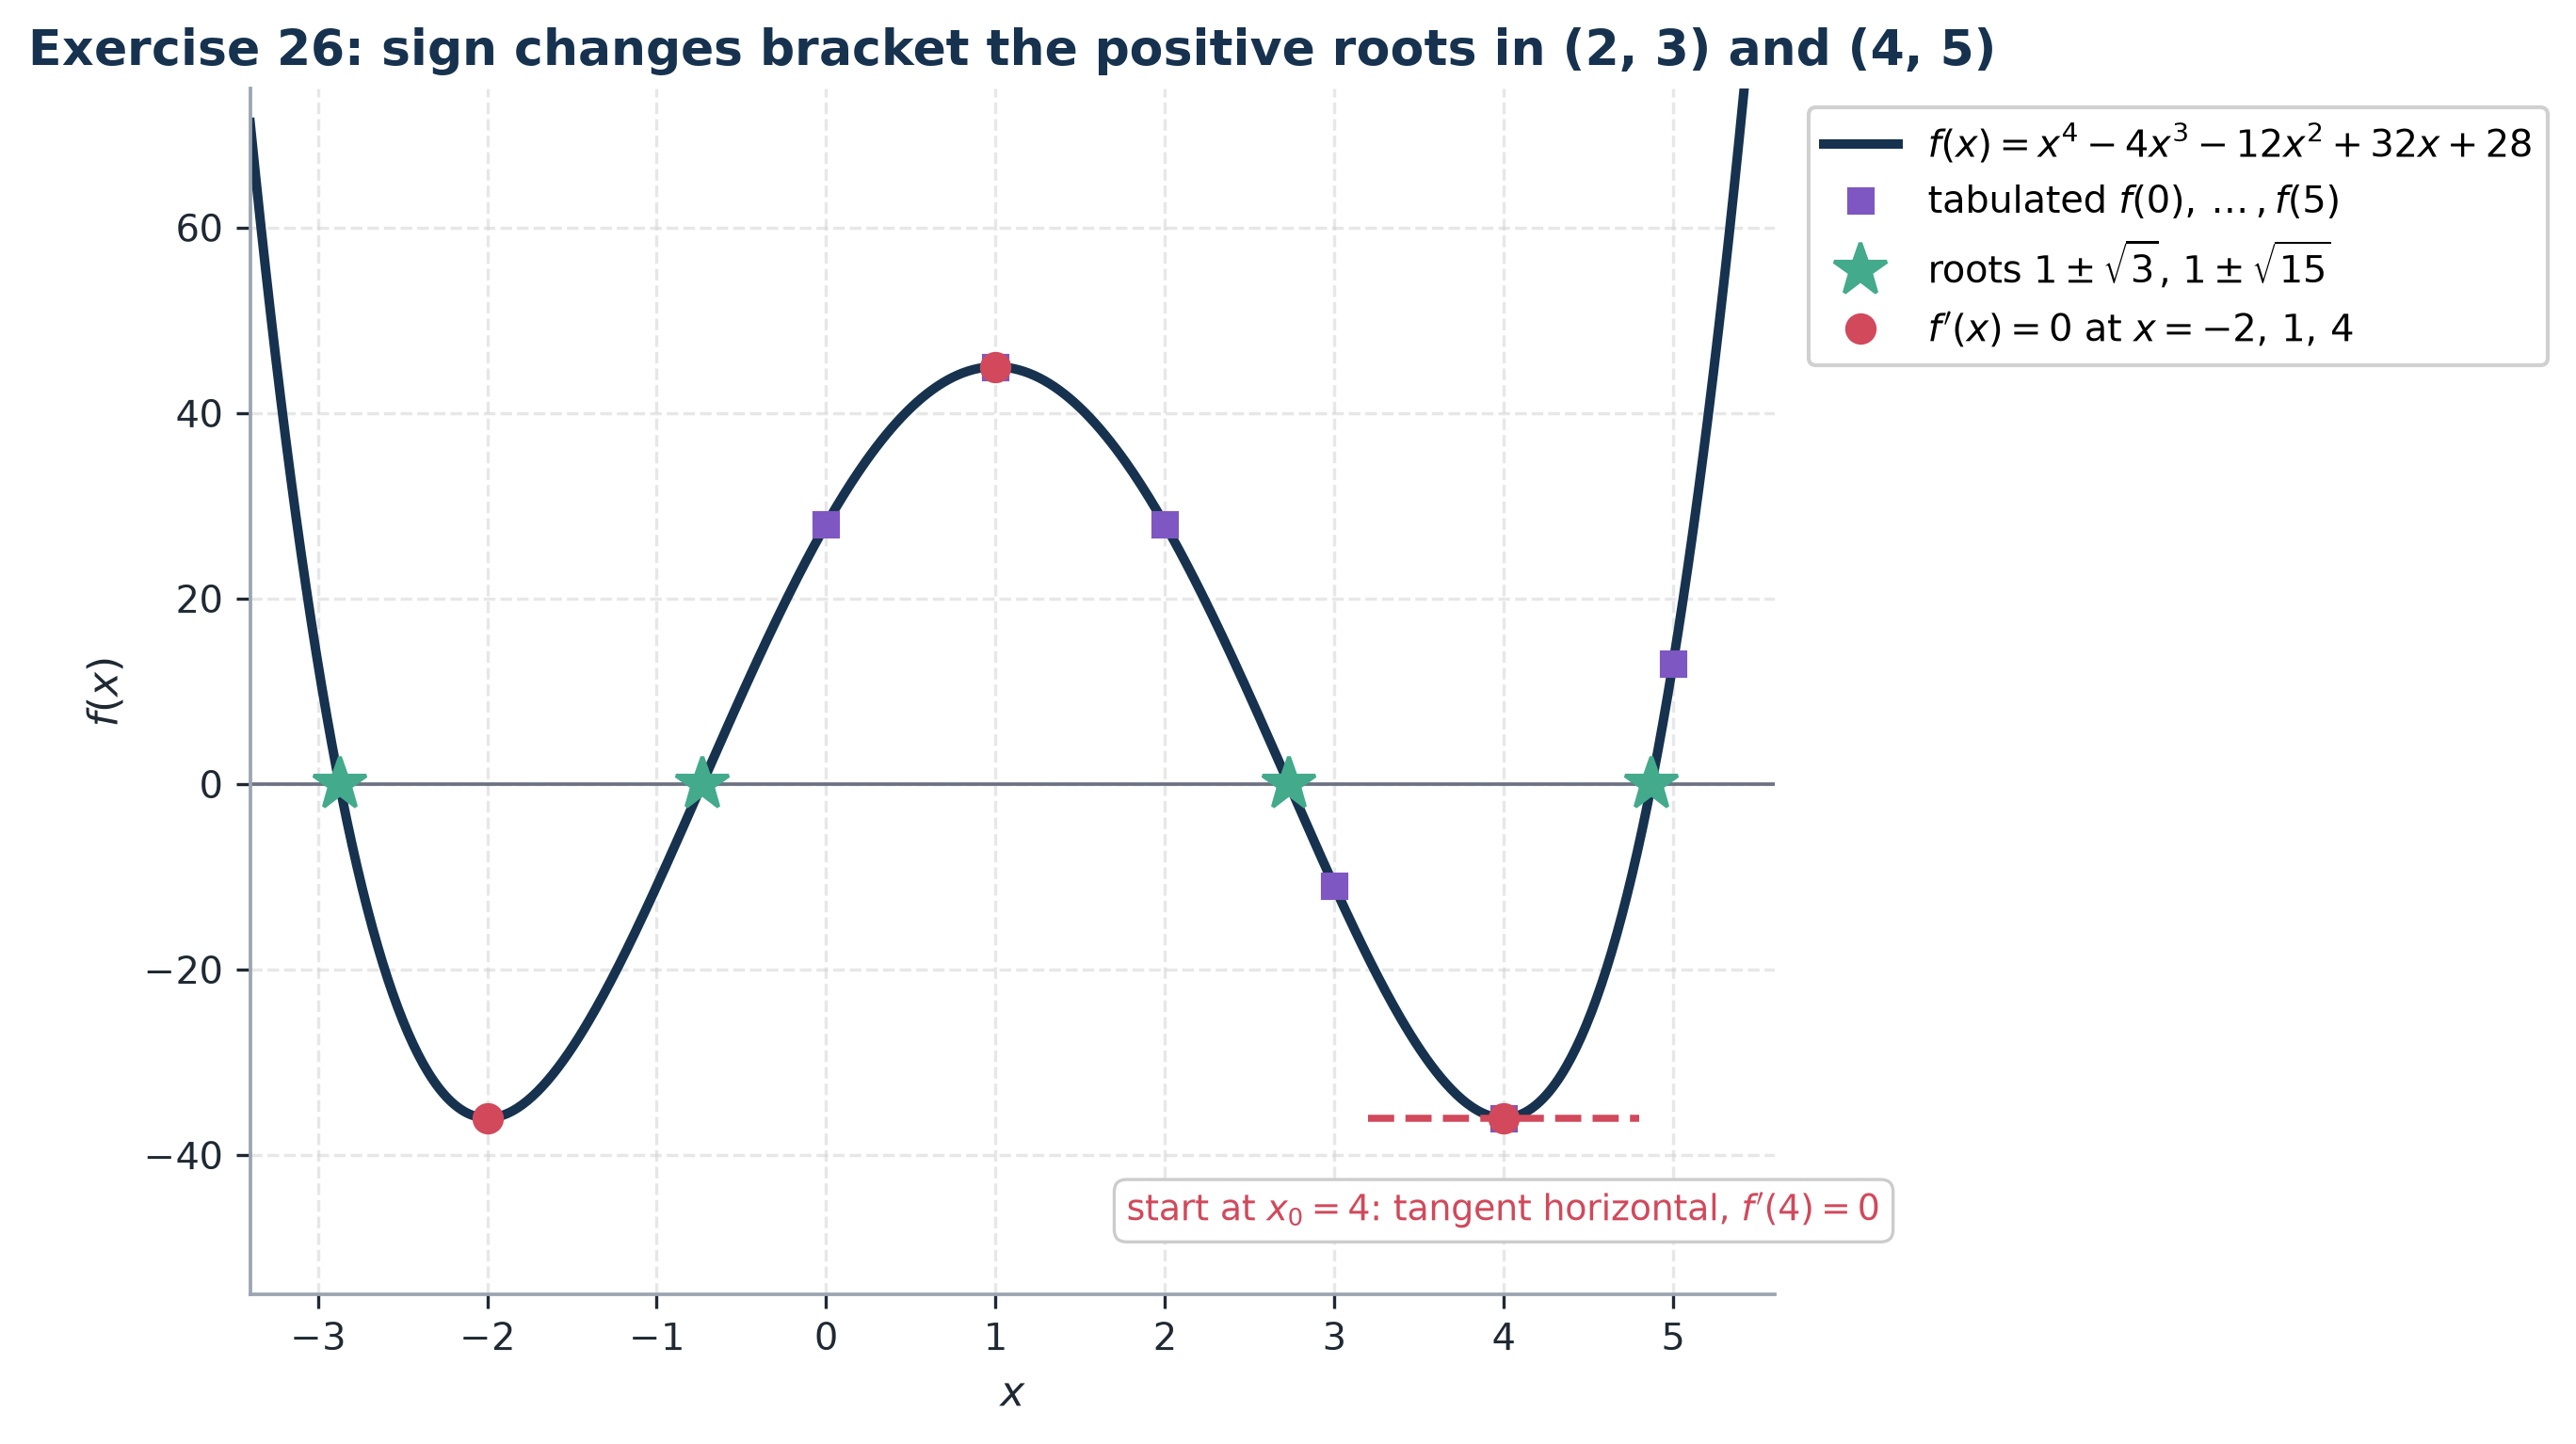 Exercise 26: sign changes bracket the positive roots in (2, 3) and (4, 5)
f(x) = x⁴ − 4x³ − 12x² + 32x + 28
tabulated f(0), … , f(5)
roots 1 ± √3, 1 ± √15
f′(x) = 0 at x = −2, 1, 4
60
40
20
0
−20
−40
f(x)
start at x₀ = 4: tangent horizontal, f′(4) = 0
−3 −2 −1 0 1 2 3 4 5
x